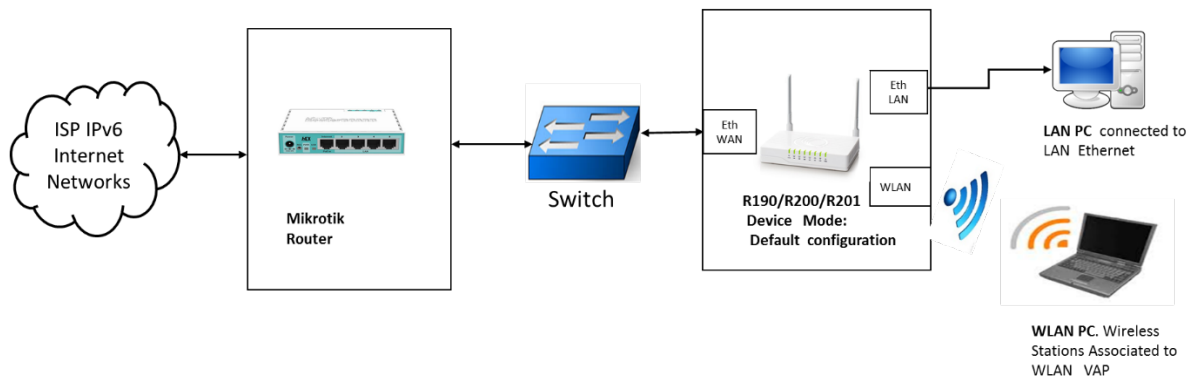 ISP IPv6
Internet
Networks
Mikrotik
Router
Switch
Eth
WAN
Eth
LAN
WLAN
R190/R200/R201
Device Mode:
Default configuration
LAN PC connected to
LAN Ethernet
WLAN PC. Wireless
Stations Associated to
WLAN VAP